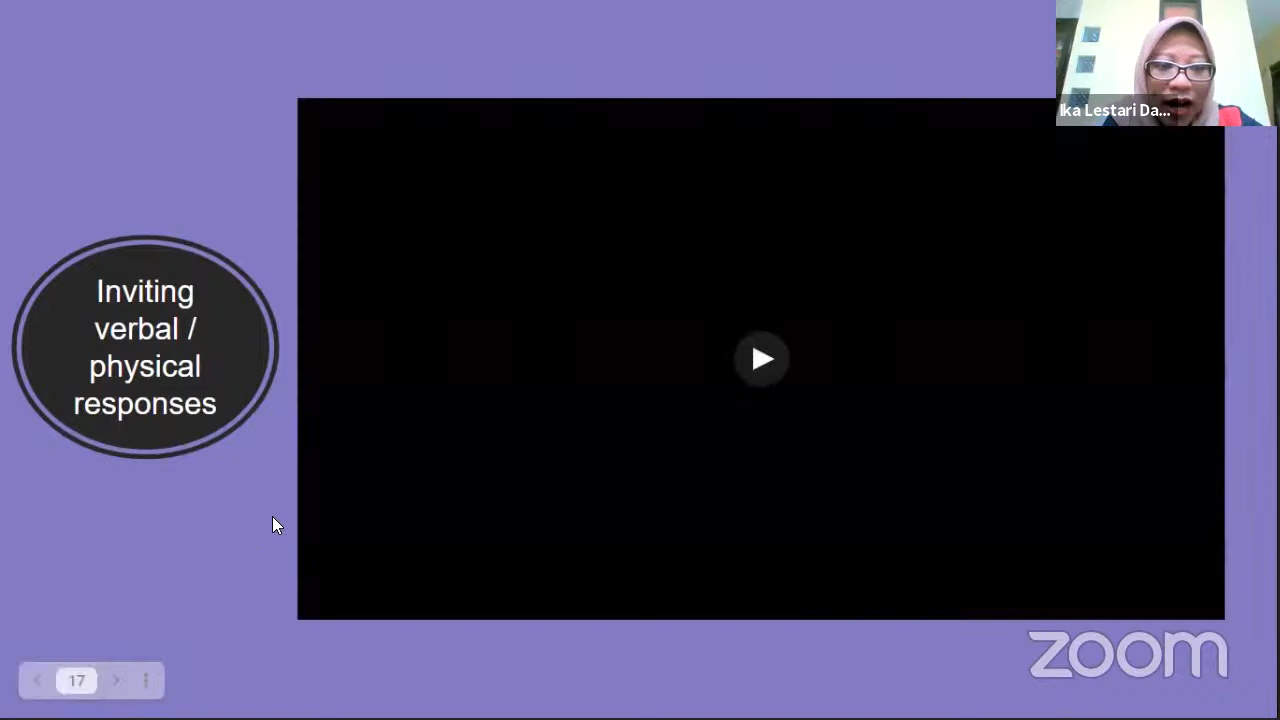 Ika Lestari Da...
Inviting
verbal /
physical
responses
17
zoom